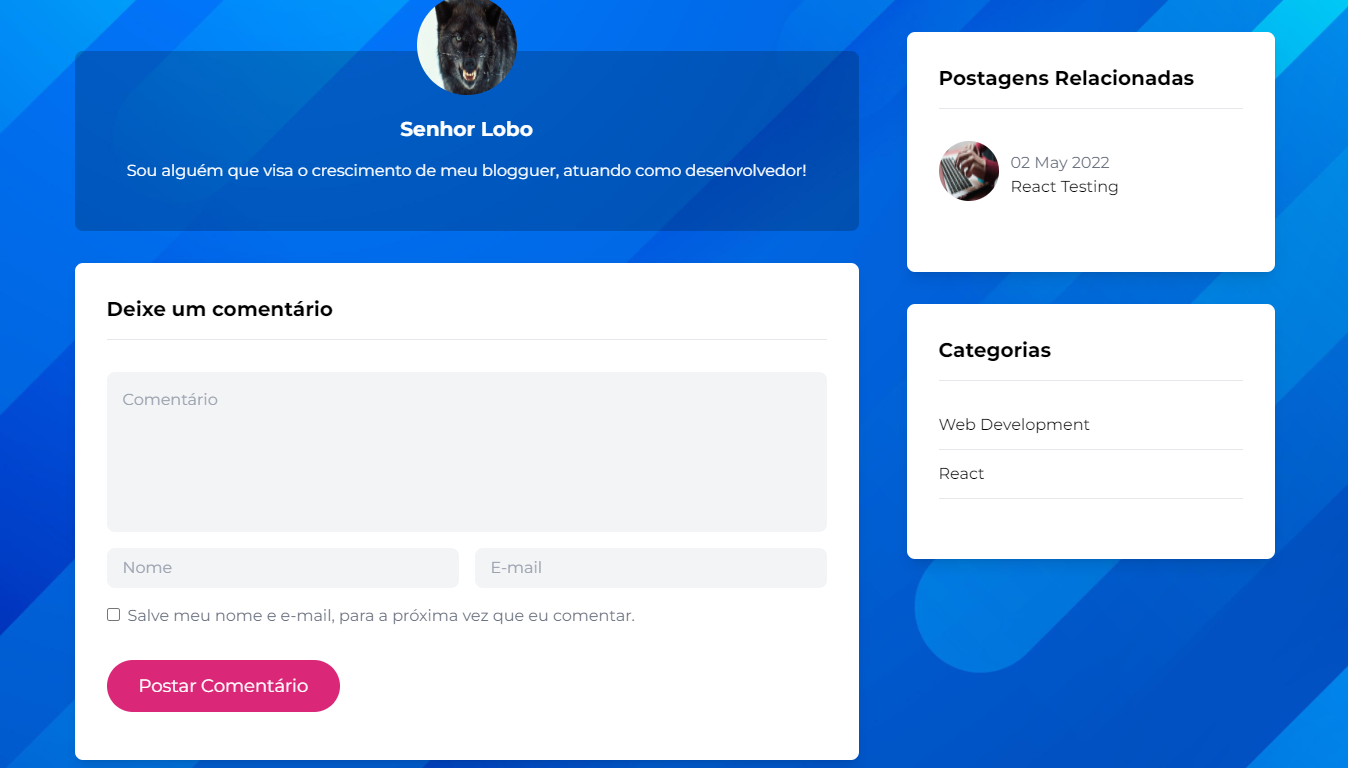 Senhor Lobo
Sou alguém que visa o crescimento de meu blogguer, atuando como desenvolvedor!
Deixe um comentário
Comentário
Nome
E-mail
Salve meu nome e e-mail, para a próxima vez que eu comentar.
Postar Comentário
Postagens Relacionadas
02 May 2022
React Testing
Categorias
Web Development
React